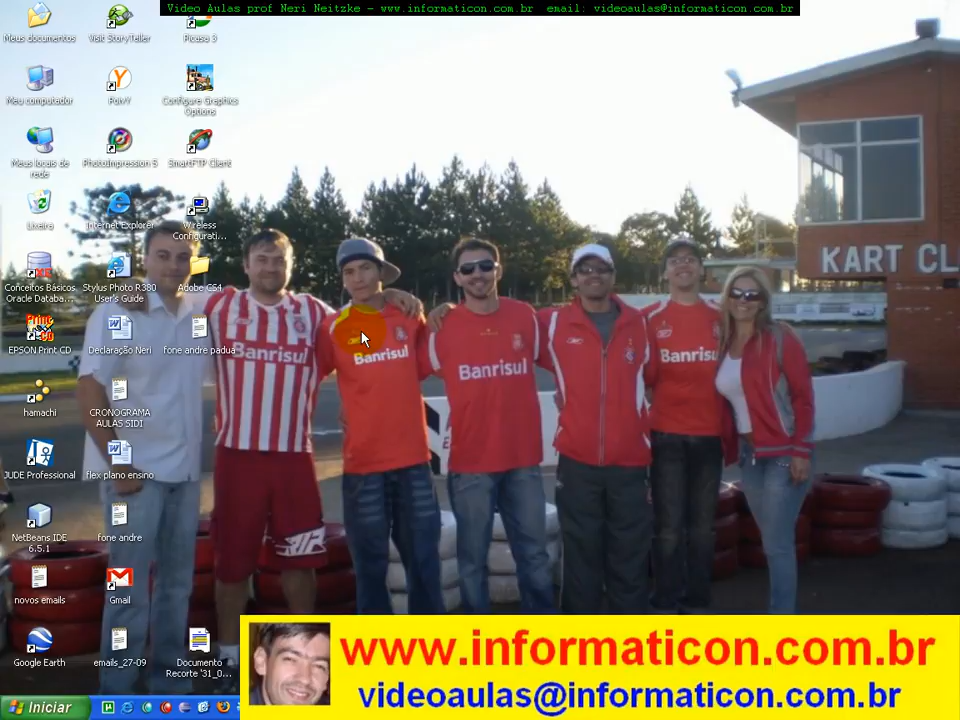 Video Aulas prof Neri Neitzke - www.informaticon.com.br email: videoaulas@informaticon.com.br
Meus documentos
Visit StoryTeller
Picasa 3
Meu computador
Configure Graphics
Options
Meus locais de
rede
PhotoImpression 5
SmartFTP Client
Lixeira
Internet Explorer
Wireless
Configurati...
Conceitos Básicos
Oracle Databa...
Stylus Photo R380
User's Guide
Adobe CS4
EPSON Print CD
Declaração Neri
fone andre padua
hamachi
CRONOGRAMA
AULAS SIDI
JUDE Professional
flex plano ensino
NetBeans IDE
6.5.1
fone andre
novos emails
Gmail
Google Earth
emails_27-09
Documento
Recorte '31_0...
KART CL
Banrisul
Banrisul
Banrisul
Banrisul
www.informaticon.com.br
videoaulas@informaticon.com.br
Iniciar